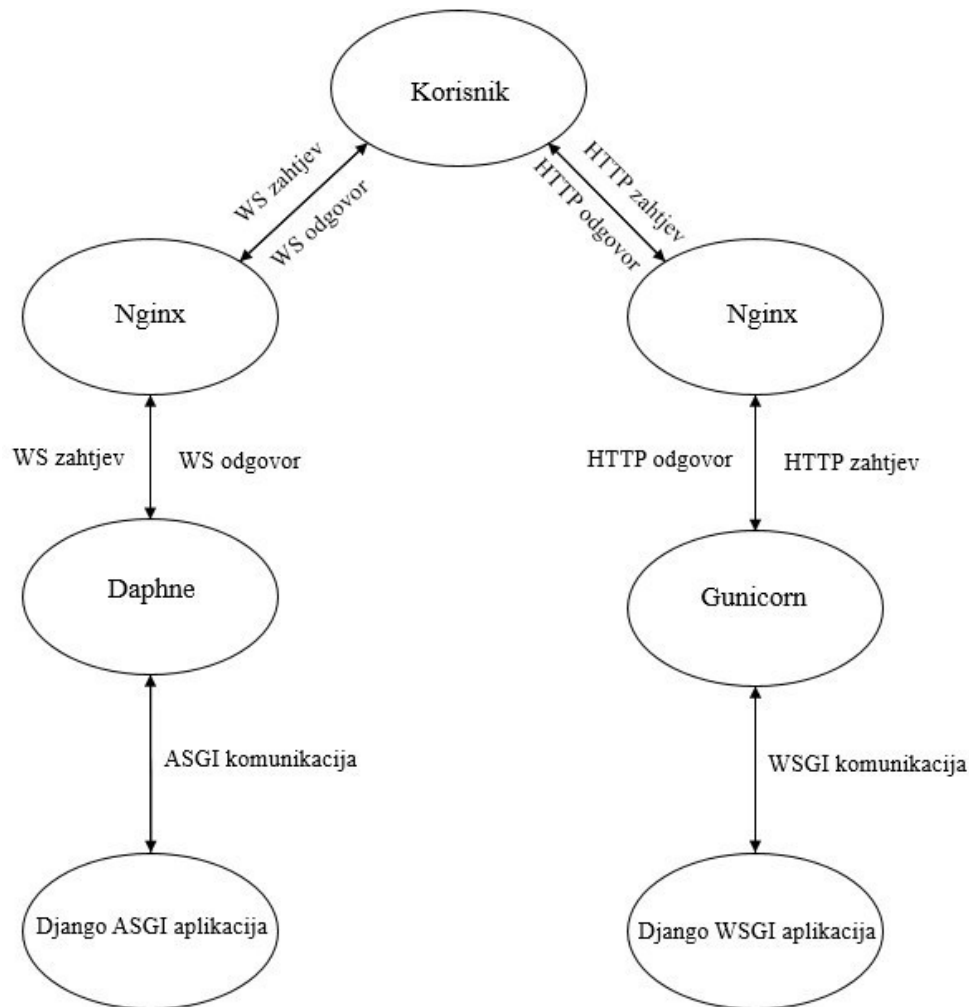 Korisnik
WS zahtjev
WS odgovor
HTTP zahtjev
HTTP odgovor
Nginx
Nginx
WS zahtjev
WS odgovor
HTTP odgovor
HTTP zahtjev
Daphne
Gunicorn
ASGI komunikacija
WSGI komunikacija
Django ASGI aplikacija
Django WSGI aplikacija